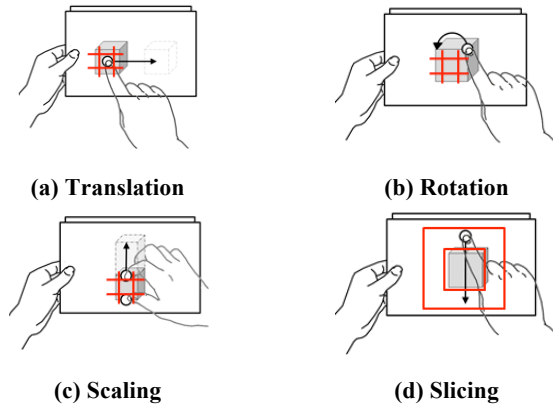 (a) Translation
(b) Rotation
(c) Scaling
(d) Slicing